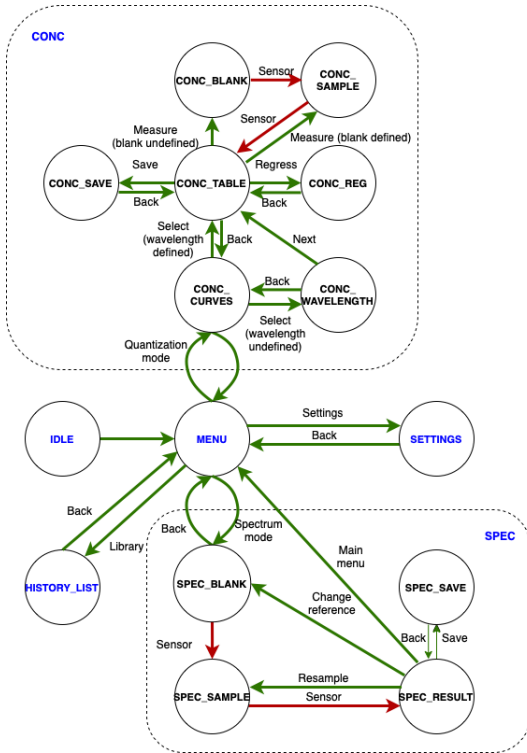 CONC
CONC_BLANK
Sensor
CONC_
SAMPLE
Sensor
Measure
(blank undefined)
Measure (blank defined)
CONC_SAVE
Save
Back
CONC_TABLE
Regress
Back
CONC_REG
Select
(wavelength
defined)
Back
Next
CONC_
CURVES
Back
CONC_
WAVELENGTH
Select
(wavelength
undefined)
Quantization
mode
IDLE
MENU
Settings
Back
SETTINGS
Back
Library
HISTORY_LIST
Back
Spectrum
mode
SPEC
Main
menu
SPEC_BLANK
Change
reference
SPEC_SAVE
Sensor
Back
Save
SPEC_SAMPLE
Resample
Sensor
SPEC_RESULT